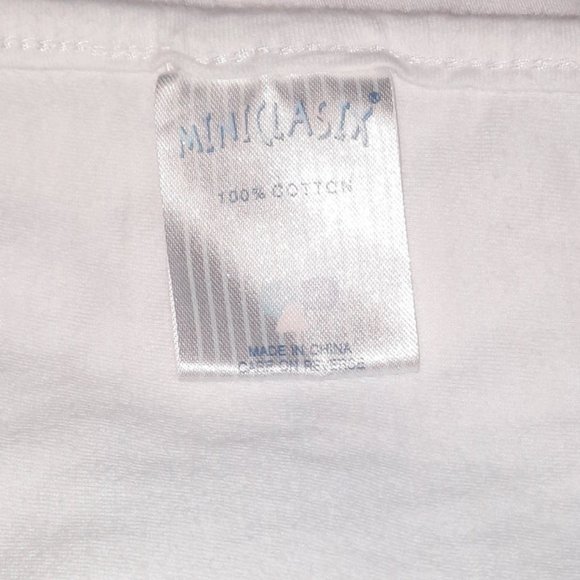 MINICLASIX®
100% COTTON
MADE IN CHINA
CARE ON REVERSE